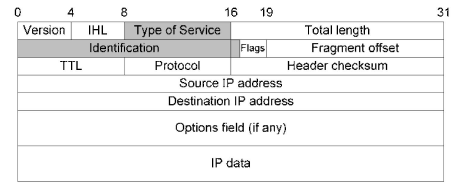 0 4 8 16 19 31
Version IHL Type of Service Total length
Identification Flags Fragment offset
TTL Protocol Header checksum
Source IP address
Destination IP address
Options field (if any)
IP data